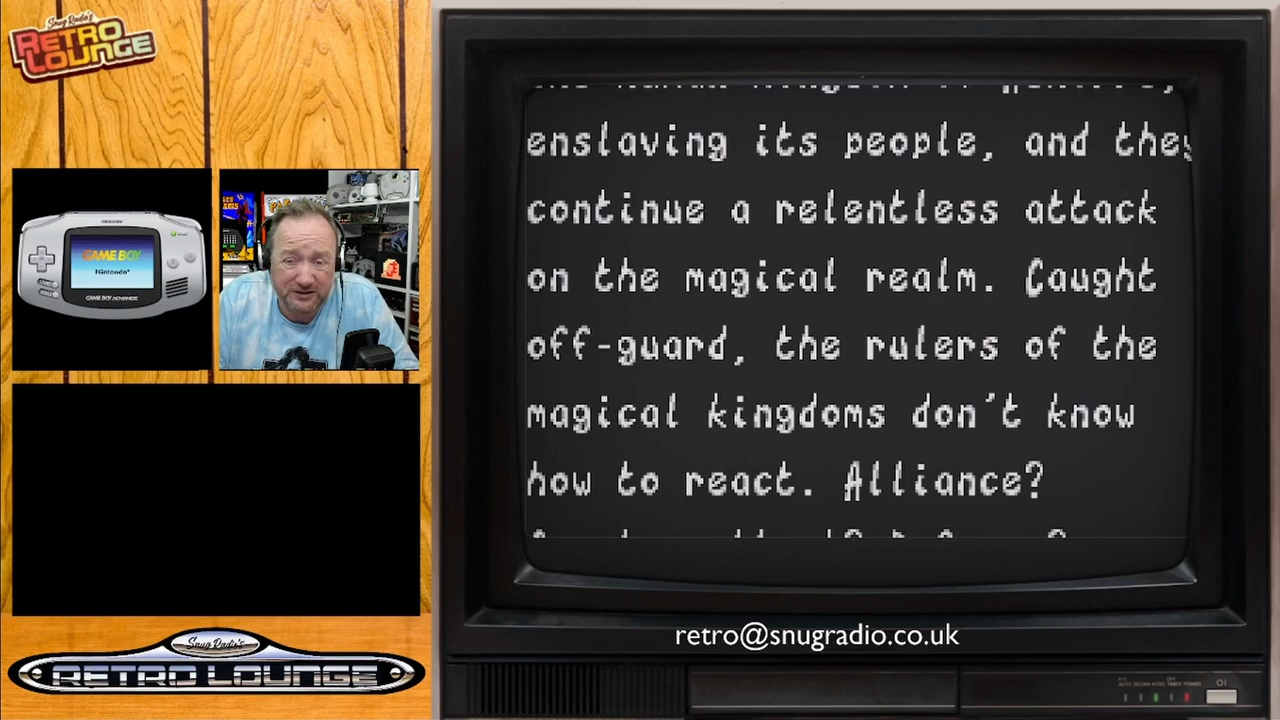 Snug Radio's
RETRO
LOUNGE
GAME BOY
Nintendo
GAME BOY ADVANCE
enslaving its people, and they
continue a relentless attack
on the magical realm. Caught
off-guard, the rulers of the
magical kingdoms don't know
how to react. Alliance?
retro@snugradio.co.uk
Snug Radio's
RETRO LOUNGE